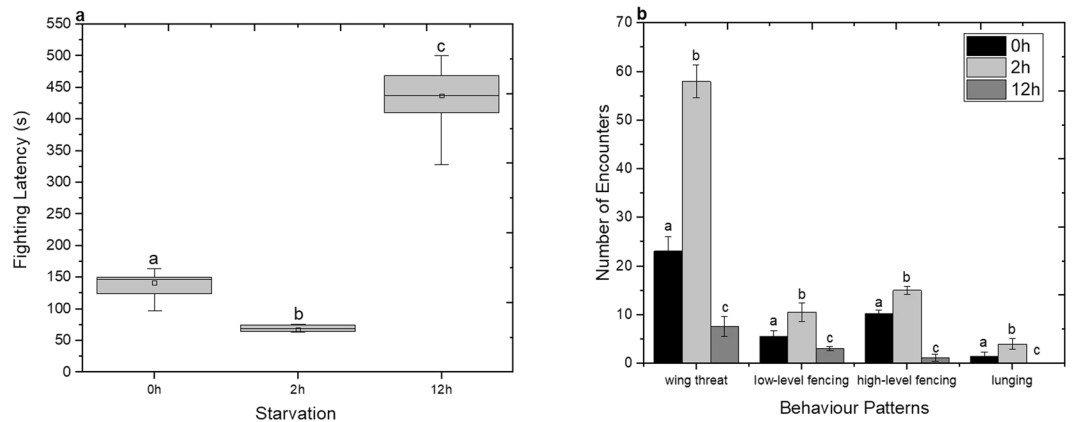 a
550
500
450
400
350
300
250
200
150
100
50
0
Fighting Latency (s)
a
b
c
0h
2h
12h
Starvation
b
70
60
50
40
30
20
10
0
Number of Encounters
0h
2h
12h
a
b
c
a
b
c
a
b
c
a
b
c
wing threat
low-level fencing
high-level fencing
lunging
Behaviour Patterns